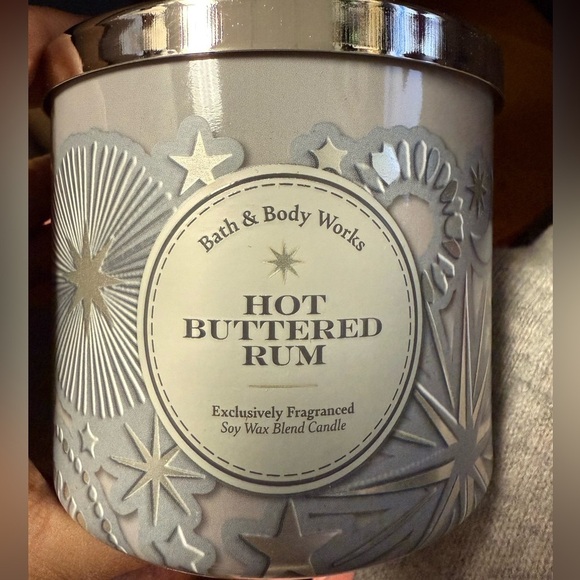 Bath & Body Works
HOT
BUTTERED
RUM
Exclusively Fragranced
Soy Wax Blend Candle